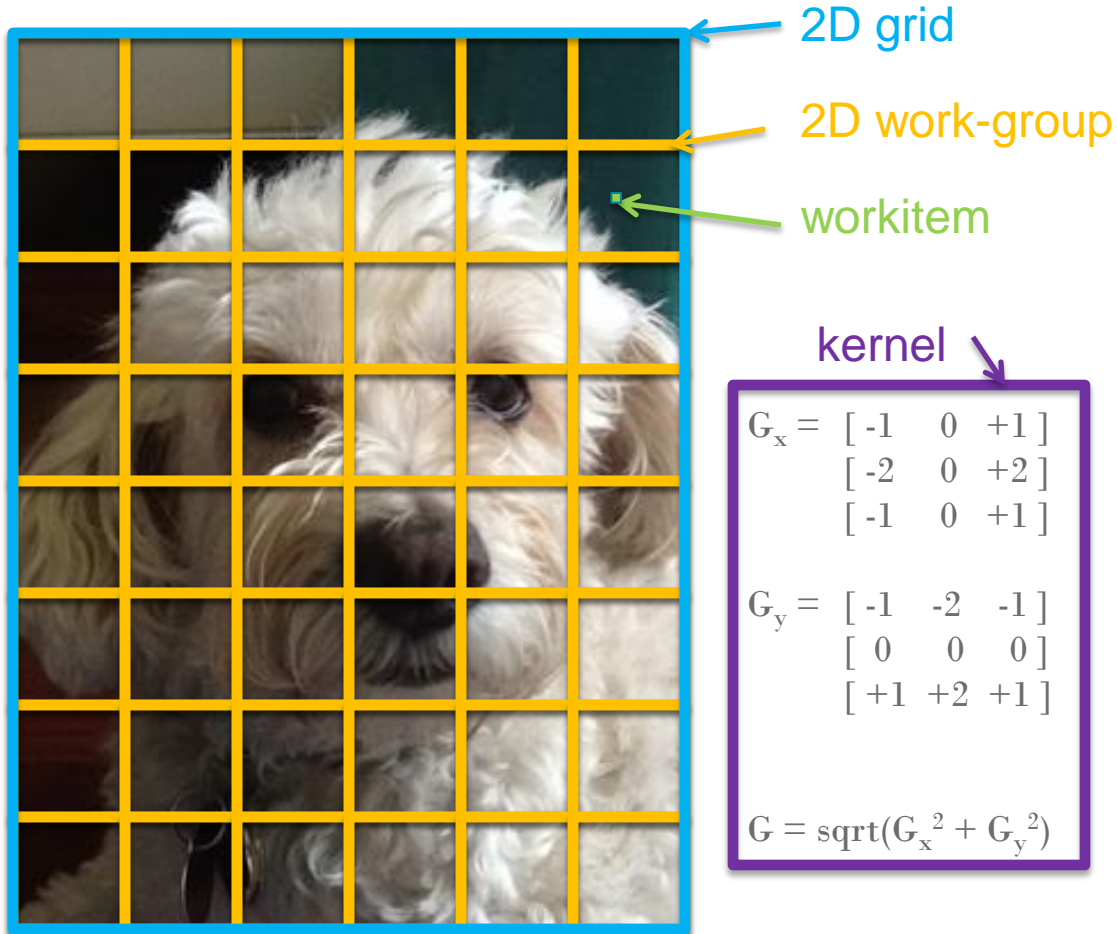 2D grid
2D work-group
workitem
kernel
Gx = [ -1 0 +1 ]
[ -2 0 +2 ]
[ -1 0 +1 ]
Gy = [ -1 -2 -1 ]
[ 0 0 0 ]
[ +1 +2 +1 ]
G = sqrt(Gx² + Gy²)